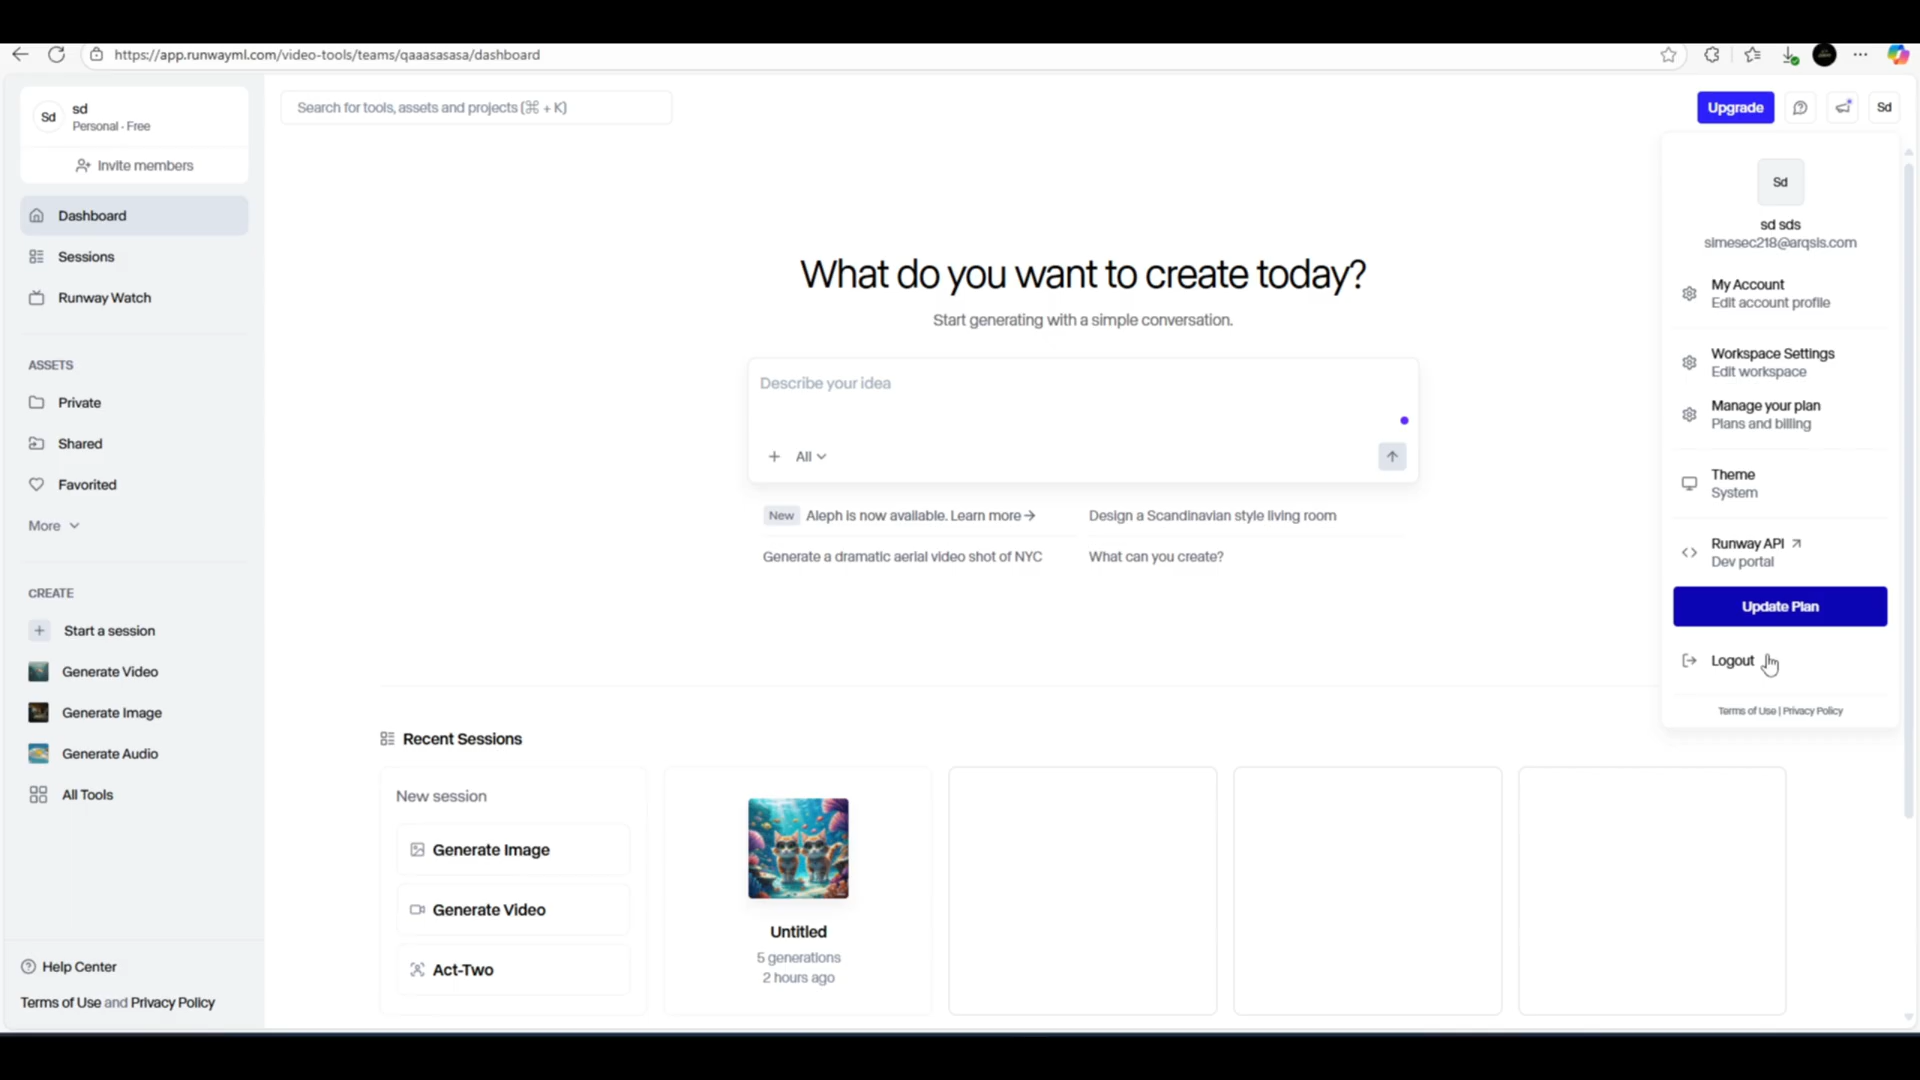 https://app.runwayml.com/video-tools/teams/qaaasasasa/dashboard
Sd
sd
Personal · Free
Invite members
Search for tools, assets and projects (⌘ + K)
Upgrade
Sd
Dashboard
Sessions
Runway Watch
ASSETS
Private
Shared
Favorited
More
CREATE
Start a session
Generate Video
Generate Image
Generate Audio
All Tools
Help Center
Terms of Use and Privacy Policy
What do you want to create today?
Start generating with a simple conversation.
Describe your idea
All
New Aleph is now available. Learn more →
Design a Scandinavian style living room
Generate a dramatic aerial video shot of NYC
What can you create?
Recent Sessions
New session
Generate Image
Generate Video
Act-Two
Untitled
5 generations
2 hours ago
Sd
sd sds
simesec218@arqsis.com
My Account
Edit account profile
Workspace Settings
Edit workspace
Manage your plan
Plans and billing
Theme
System
Runway API ↗
Dev portal
Update Plan
Logout
Terms of Use | Privacy Policy